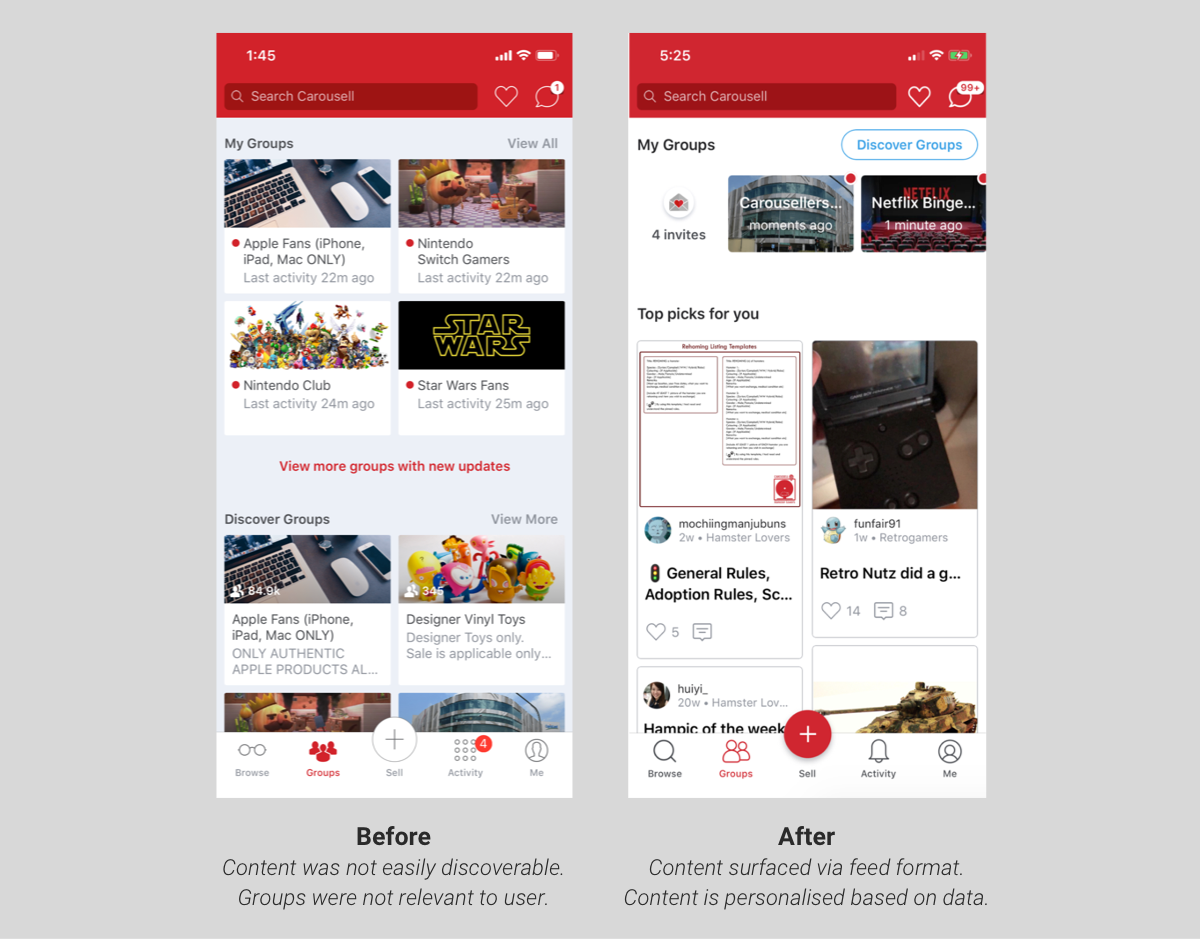 1:45
Search Carousell
1
My Groups
View All
Apple Fans (iPhone,
iPad, Mac ONLY)
Last activity 22m ago
Nintendo
Switch Gamers
Last activity 22m ago
STAR
WARS
Nintendo Club
Last activity 24m ago
Star Wars Fans
Last activity 25m ago
View more groups with new updates
Discover Groups
View More
84.9k
345
Apple Fans (iPhone,
iPad, Mac ONLY)
ONLY AUTHENTIC
APPLE PRODUCTS AL...
Designer Vinyl Toys
Designer Toys only.
Sale is applicable only...
Browse
Groups
Sell
4
Activity
Me
Before
Content was not easily discoverable.
Groups were not relevant to user.
5:25
Search Carousell
99+
My Groups
Discover Groups
4 invites
Carousellers...
moments ago
NETFLIX
Netflix Binge...
1 minute ago
Top picks for you
Rehoming Listing Templates
mochiingmanjubuns
2w • Hamster Lovers
🚦 General Rules,
Adoption Rules, Sc...
5
funfair91
1w • Retrogamers
Retro Nutz did a g...
14
8
huiyi_
20w • Hamster Lov...
Hampic of the week
Browse
Groups
Sell
Activity
Me
After
Content surfaced via feed format.
Content is personalised based on data.